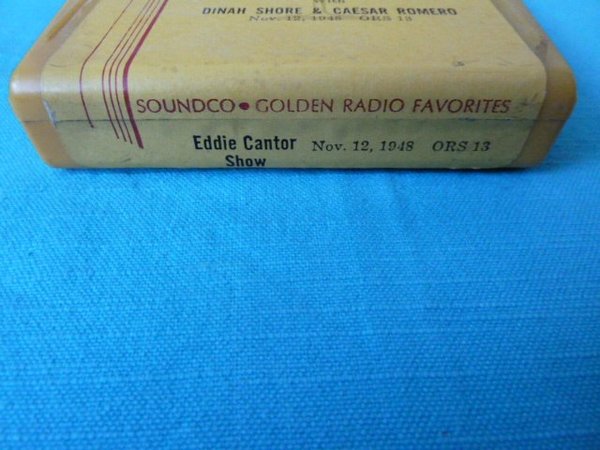 WITH
DINAH SHORE & CAESAR ROMERO
Nov. 12, 1948 ORS 13
SOUNDCO • GOLDEN RADIO FAVORITES
Eddie Cantor Nov. 12, 1948 ORS 13
Show